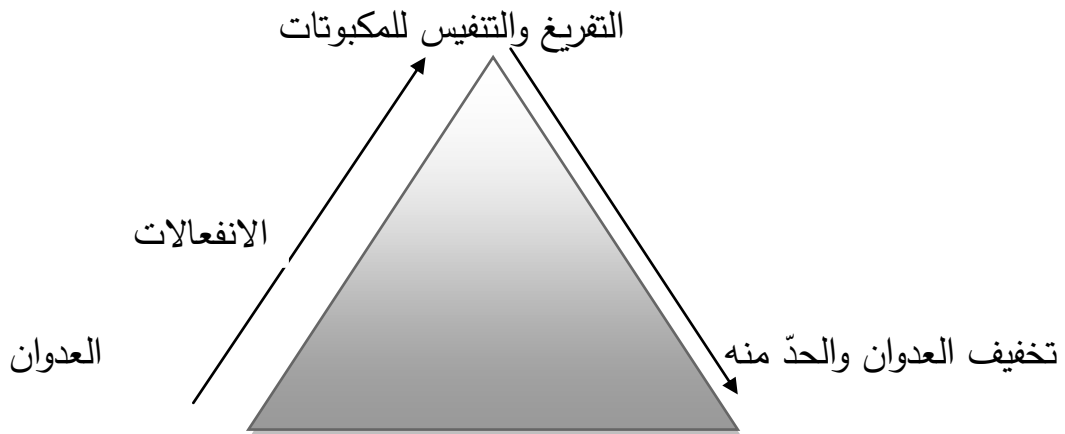 التفريغ والتنفيس للمكبوتات
الانفعالات
تخفيف العدوان والحدّ منه
العدوان